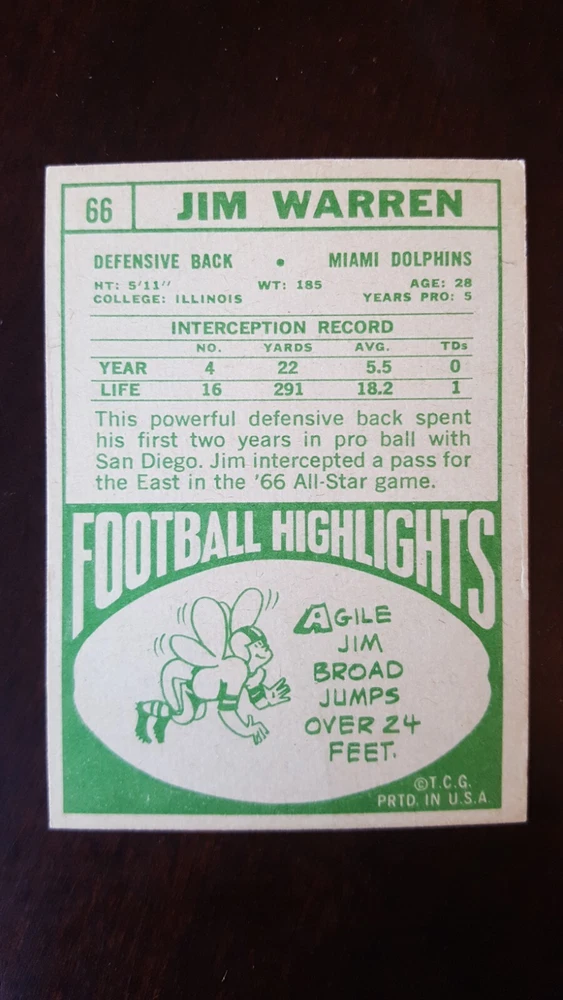 66 JIM WARREN
DEFENSIVE BACK • MIAMI DOLPHINS
HT: 5'11" WT: 185 AGE: 28
COLLEGE: ILLINOIS YEARS PRO: 5
INTERCEPTION RECORD
NO. YARDS AVG. TDs
YEAR 4 22 5.5 0
LIFE 16 291 18.2 1
This powerful defensive back spent
his first two years in pro ball with
San Diego. Jim intercepted a pass for
the East in the '66 All-Star game.
FOOTBALL HIGHLIGHTS
AGILE
JIM
BROAD
JUMPS
OVER 24
FEET.
©T.C.G.
PRTD. IN U.S.A.